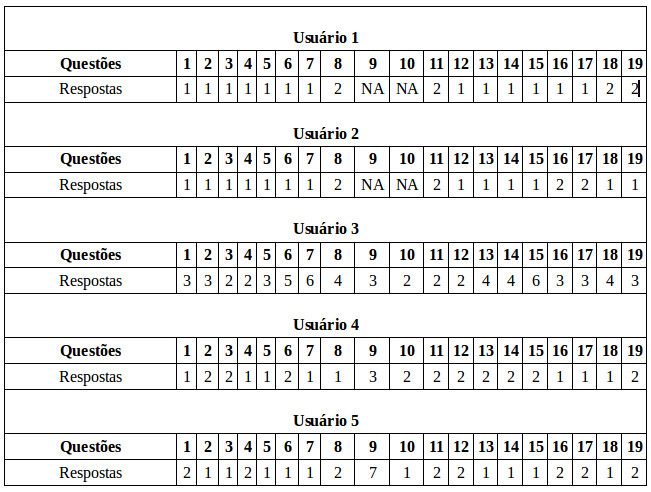 Usuário 1
Questões 1 2 3 4 5 6 7 8 9 10 11 12 13 14 15 16 17 18 19
Respostas 1 1 1 1 1 1 1 2 NA NA 2 1 1 1 1 1 1 2 2
Usuário 2
Questões 1 2 3 4 5 6 7 8 9 10 11 12 13 14 15 16 17 18 19
Respostas 1 1 1 1 1 1 1 2 NA NA 2 1 1 1 1 2 2 1 1
Usuário 3
Questões 1 2 3 4 5 6 7 8 9 10 11 12 13 14 15 16 17 18 19
Respostas 3 3 2 2 3 5 6 4 3 2 2 2 4 4 6 3 3 4 3
Usuário 4
Questões 1 2 3 4 5 6 7 8 9 10 11 12 13 14 15 16 17 18 19
Respostas 1 2 2 1 1 2 1 1 3 2 2 2 2 2 2 1 1 1 2
Usuário 5
Questões 1 2 3 4 5 6 7 8 9 10 11 12 13 14 15 16 17 18 19
Respostas 2 1 1 2 1 1 1 2 7 1 2 2 1 1 1 2 2 1 2